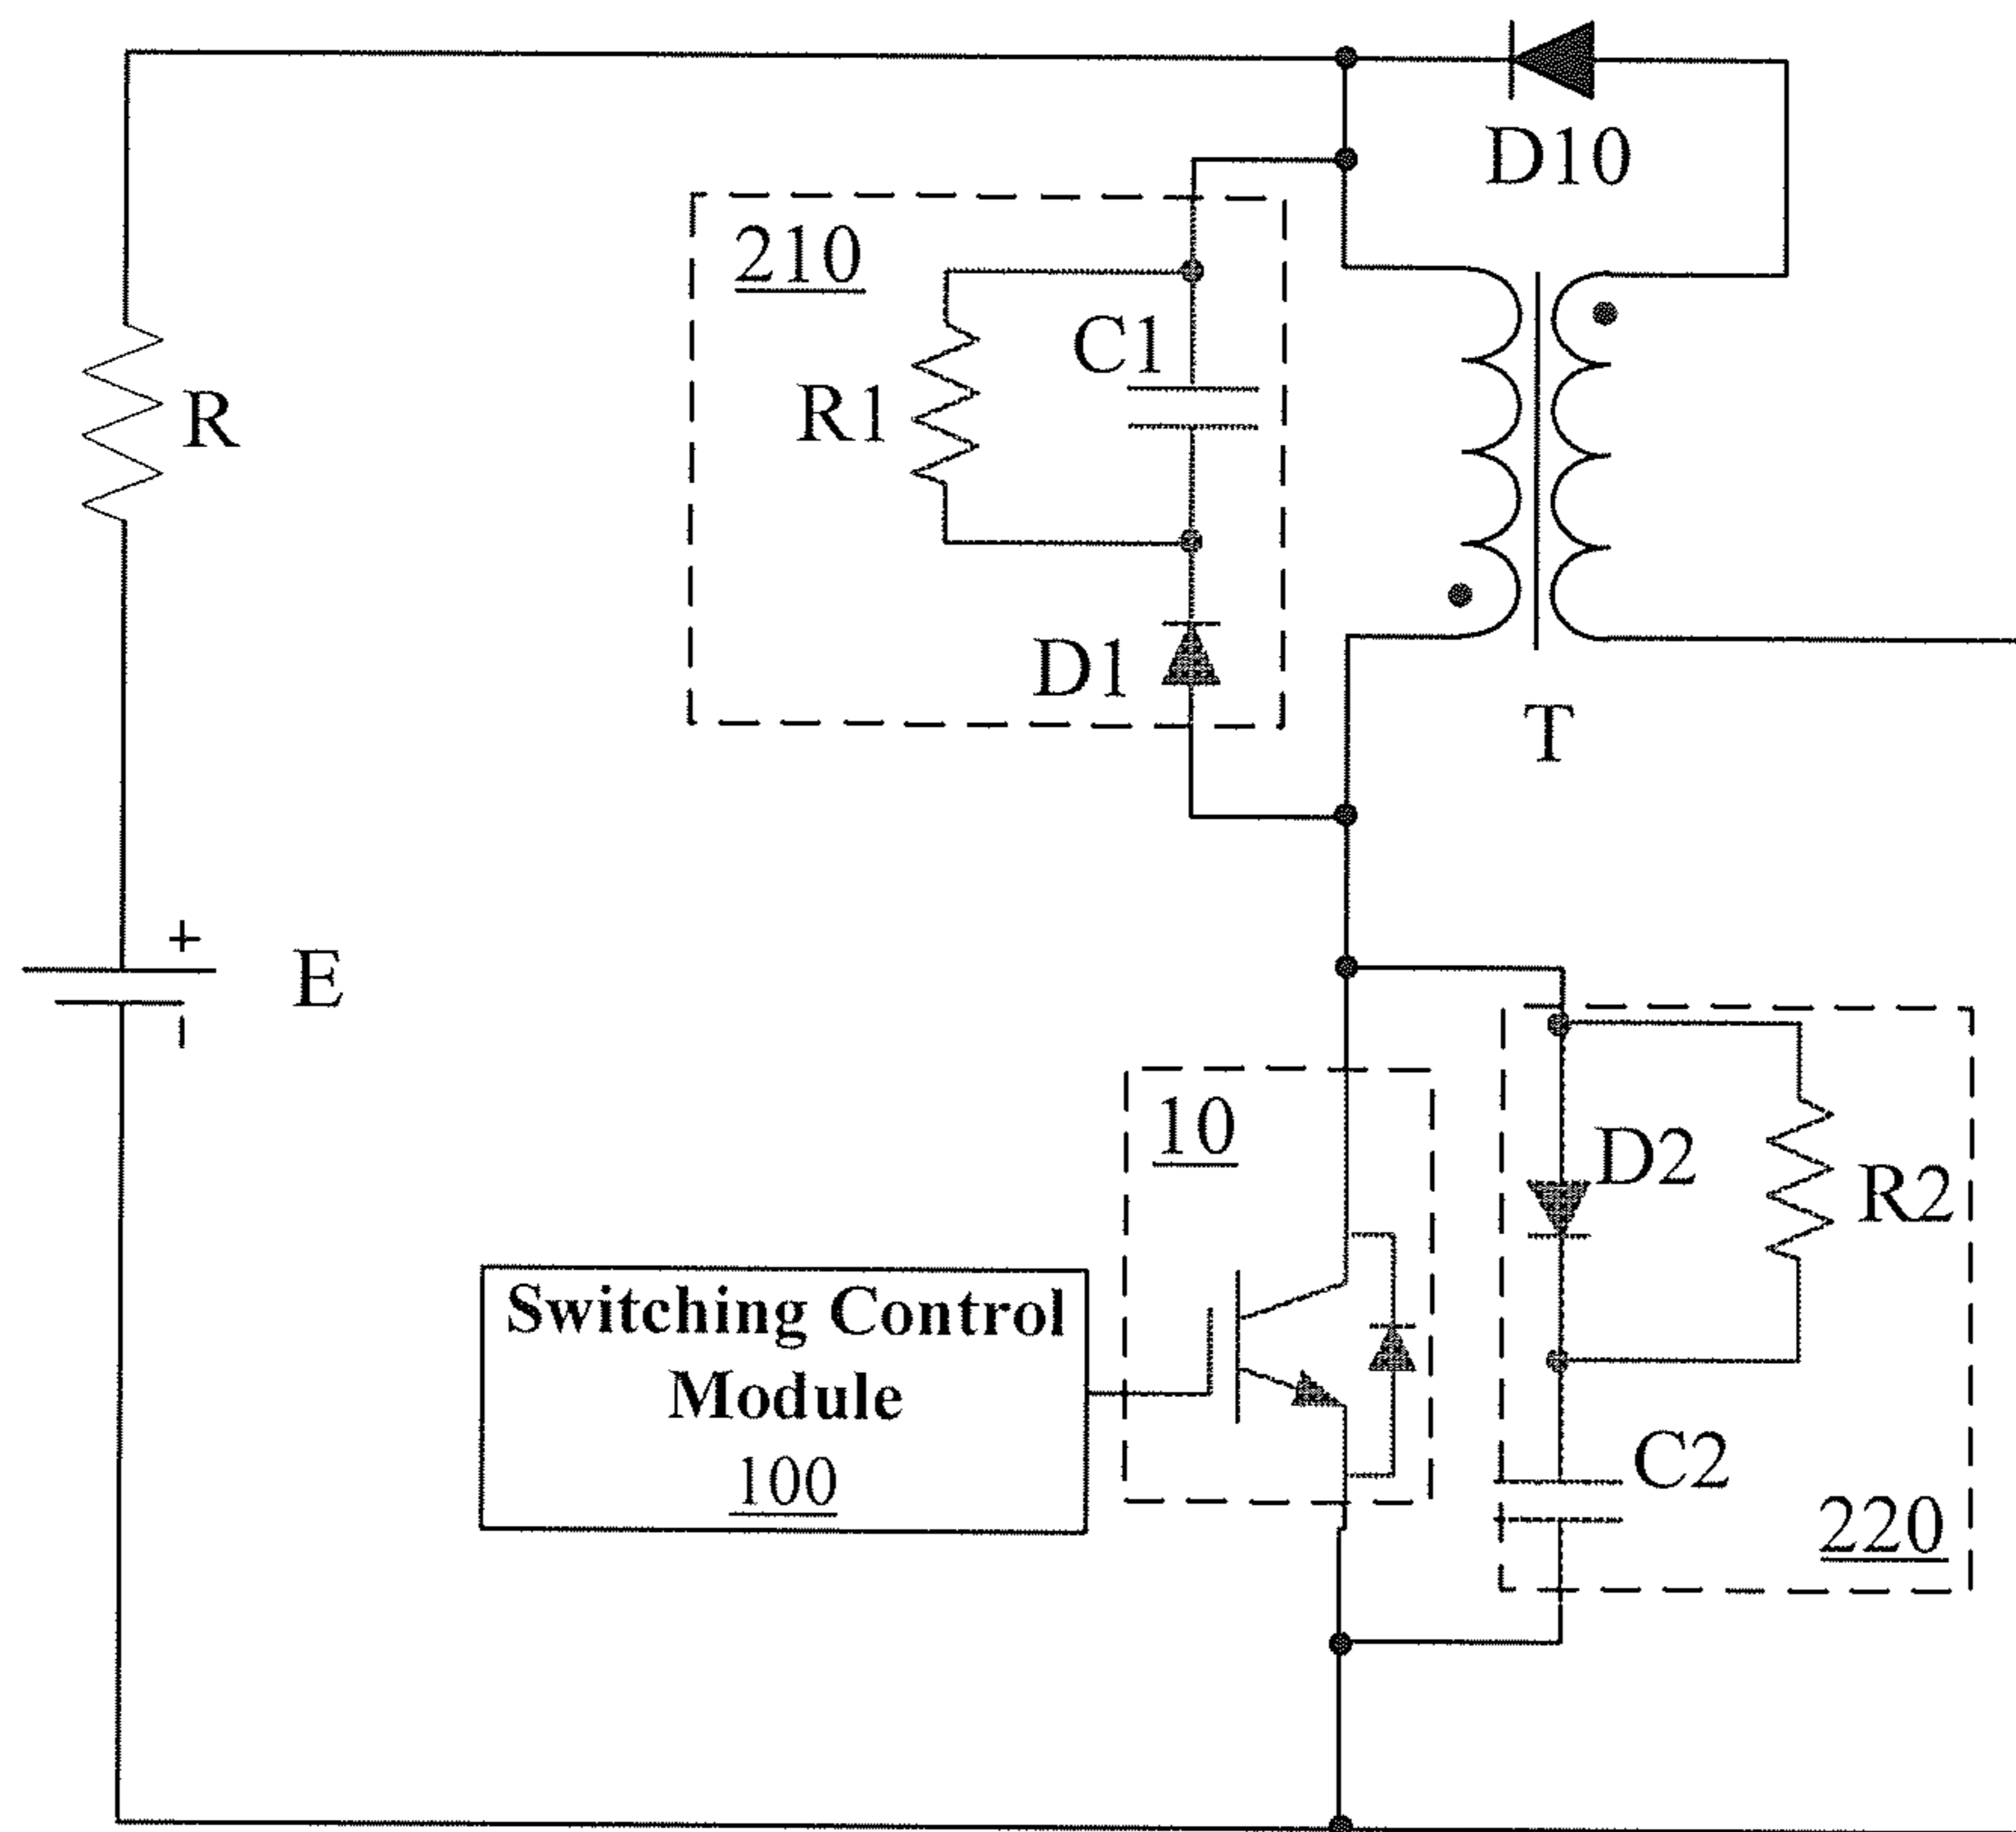 D10
210
C1
R1
R
D1
T
+
E
-
10
D2
R2
Switching Control
Module
100
C2
220